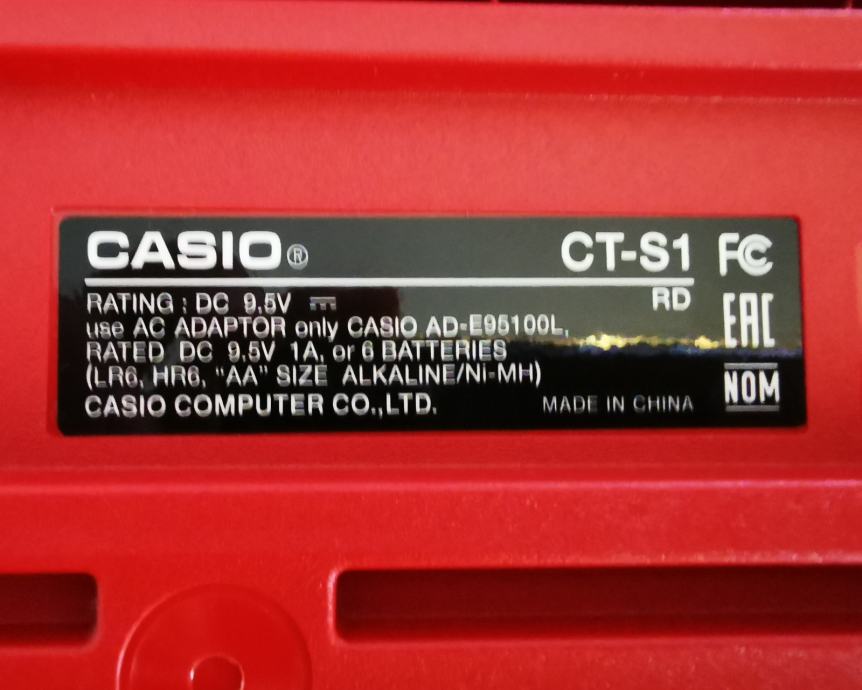 CASIO® CT-S1 FC
RATING : DC 9.5V ⎓ RD
use AC ADAPTOR only CASIO AD-E95100L, EAC
RATED DC 9.5V 1A, or 6 BATTERIES
(LR6, HR6, "AA" SIZE ALKALINE/Ni-MH) NOM
CASIO COMPUTER CO.,LTD. MADE IN CHINA